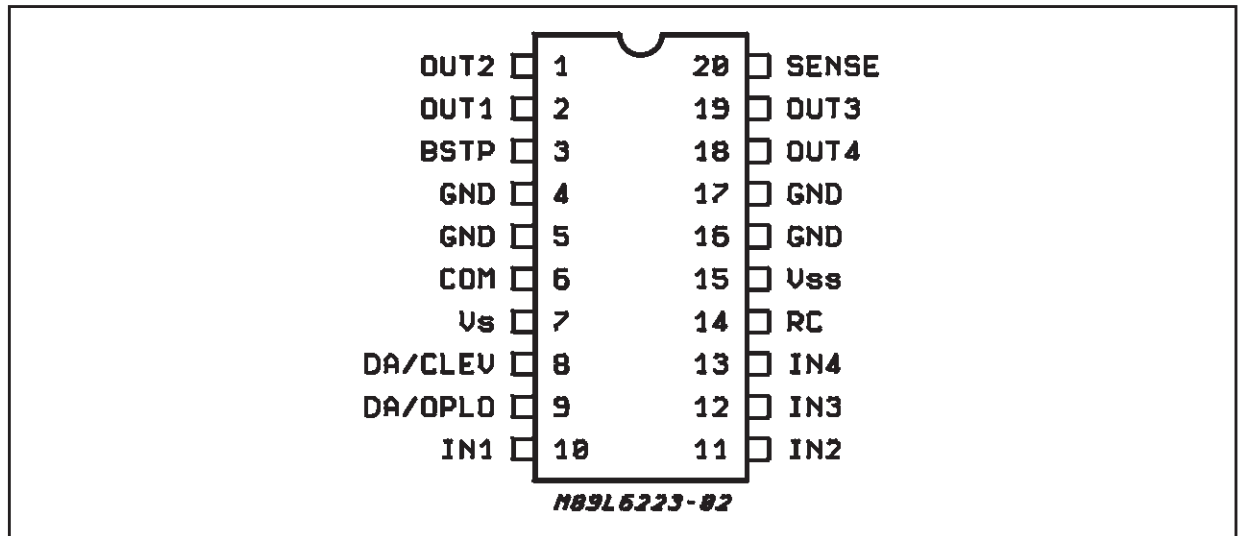 OUT2 1 20 SENSE
OUT1 2 19 OUT3
BSTP 3 18 OUT4
GND 4 17 GND
GND 5 16 GND
COM 6 15 Vss
Vs 7 14 RC
DA/CLEV 8 13 IN4
DA/OPLO 9 12 IN3
IN1 10 11 IN2
M89L6223-02